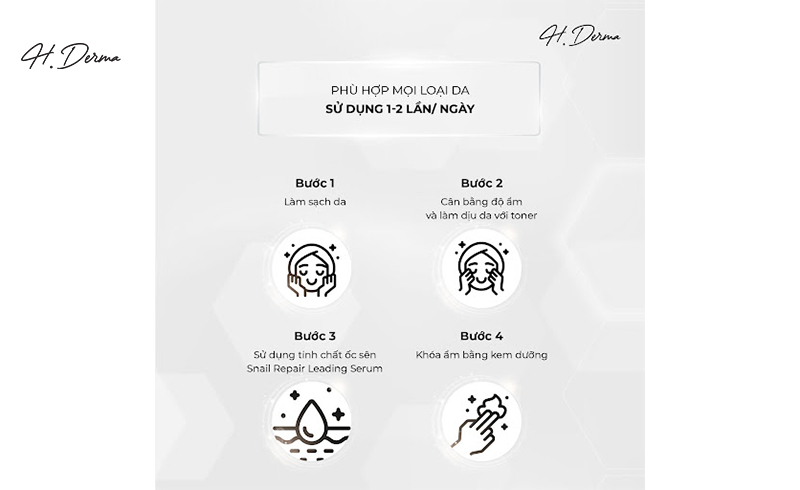 H. Derma
H. Derma
PHÙ HỢP MỌI LOẠI DA
SỬ DỤNG 1-2 LẦN/ NGÀY
Bước 1
Làm sạch da
Bước 2
Cân bằng độ ẩm
và làm dịu da với toner
Bước 3
Sử dụng tinh chất ốc sên
Snail Repair Leading Serum
Bước 4
Khóa ẩm bằng kem dưỡng